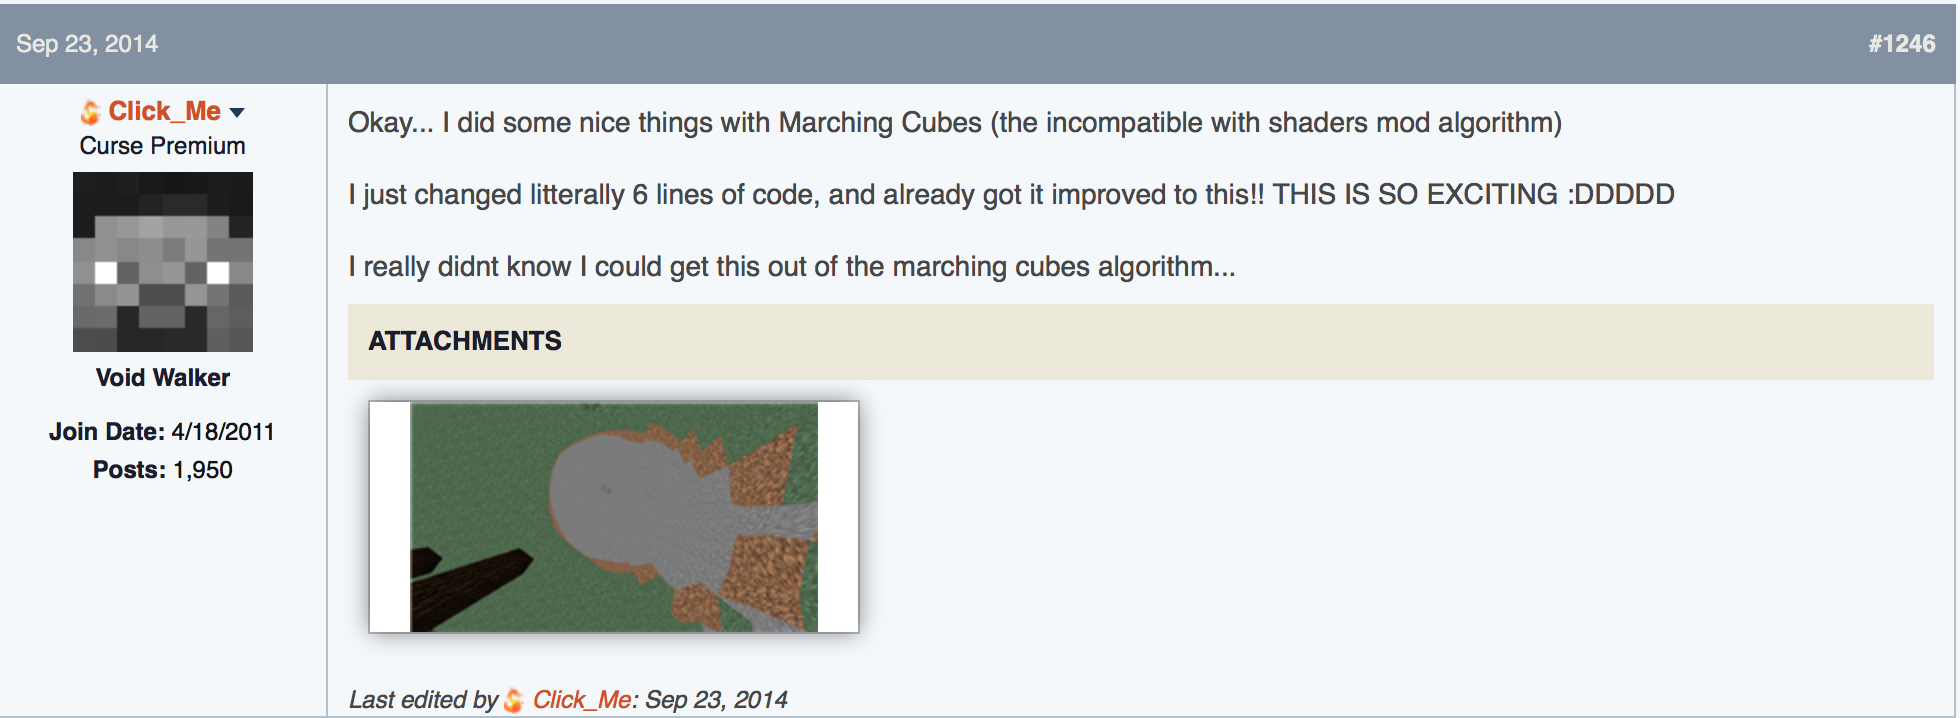 Sep 23, 2014
#1246
Click_Me
Curse Premium
Void Walker
Join Date: 4/18/2011
Posts: 1,950
Okay... I did some nice things with Marching Cubes (the incompatible with shaders mod algorithm)
I just changed litterally 6 lines of code, and already got it improved to this!! THIS IS SO EXCITING :DDDDD
I really didnt know I could get this out of the marching cubes algorithm...
ATTACHMENTS
Last edited by Click_Me: Sep 23, 2014